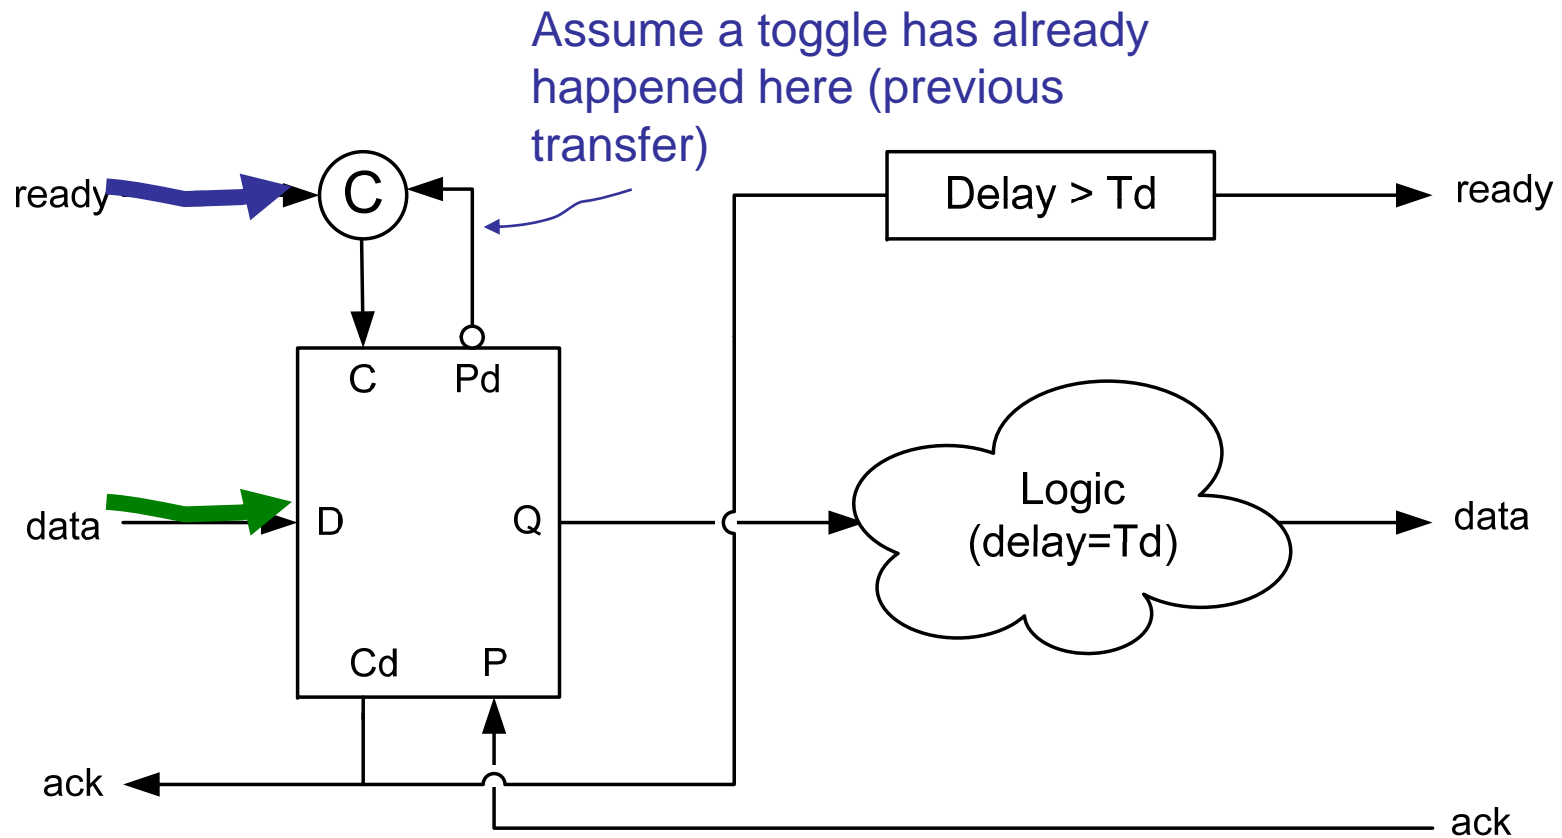 Assume a toggle has already
happened here (previous
transfer)
ready
C
Delay > Td
ready
C
Pd
data
D
Q
Logic
(delay=Td)
data
Cd
P
ack
ack